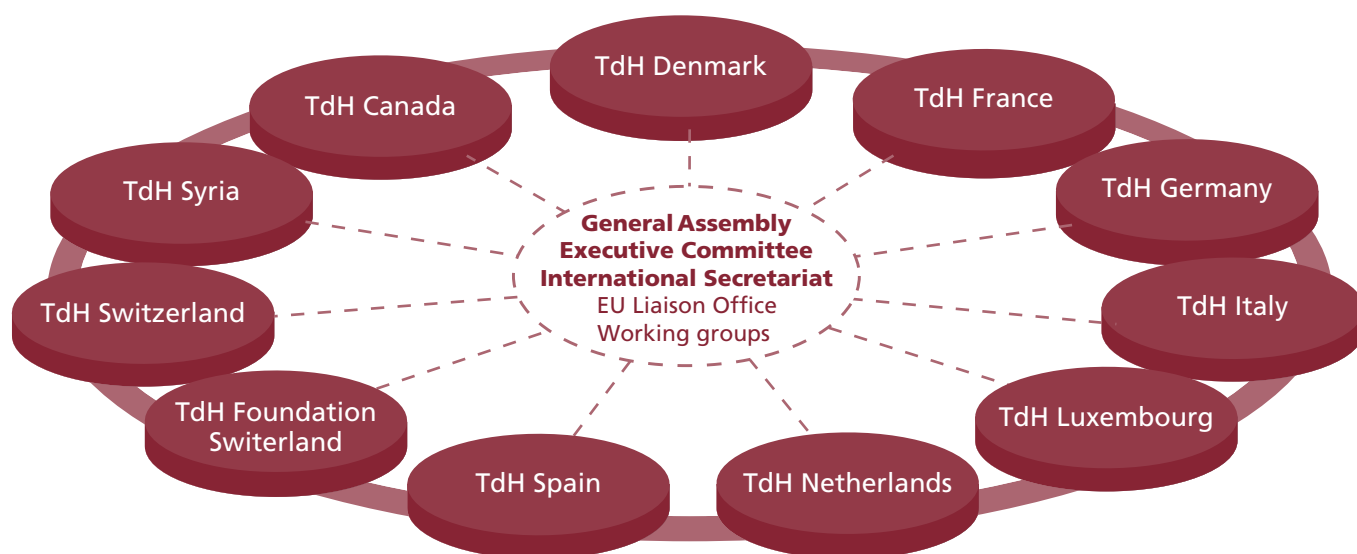 TdH Denmark
TdH Canada
TdH France
TdH Syria
TdH Germany
General Assembly
Executive Committee
International Secretariat
EU Liaison Office
Working groups
TdH Switzerland
TdH Italy
TdH Foundation
Switerland
TdH Luxembourg
TdH Spain
TdH Netherlands